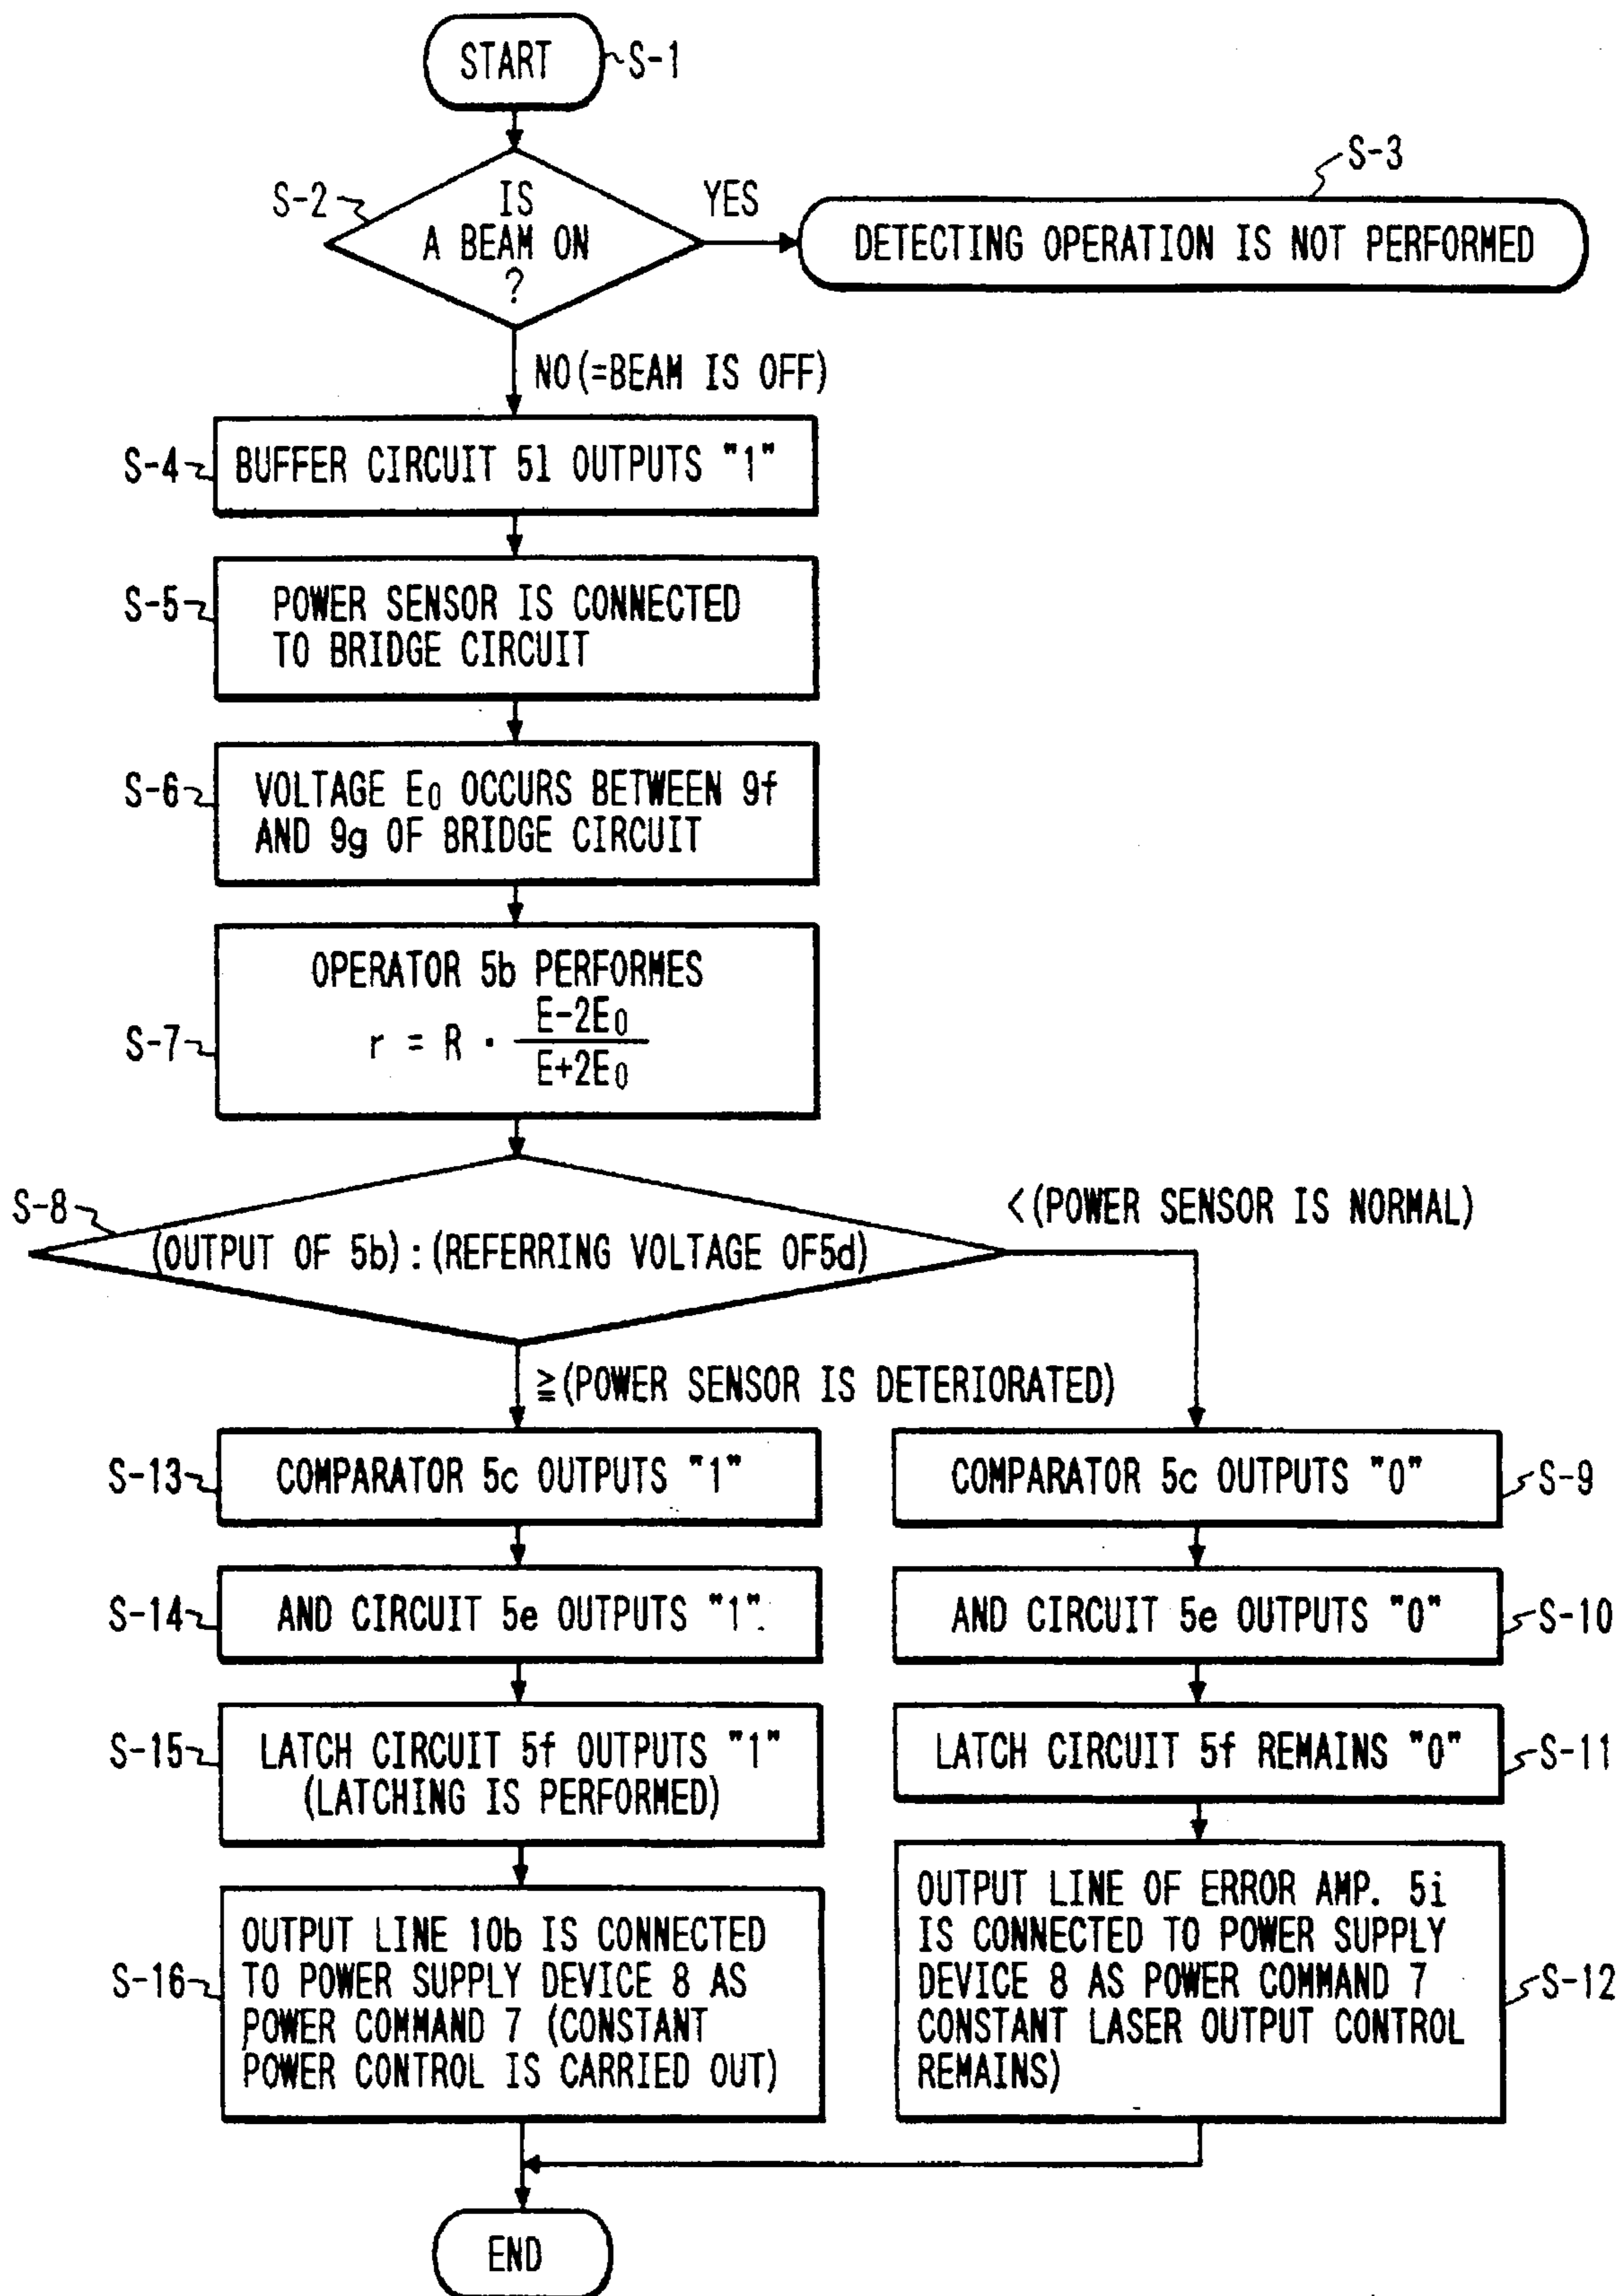 START
S-1
S-2
IS
A BEAM ON
?
YES
S-3
DETECTING OPERATION IS NOT PERFORMED
NO(=BEAM IS OFF)
S-4
BUFFER CIRCUIT 5l OUTPUTS "1"
S-5
POWER SENSOR IS CONNECTED
TO BRIDGE CIRCUIT
S-6
VOLTAGE E0 OCCURS BETWEEN 9f
AND 9g OF BRIDGE CIRCUIT
S-7
OPERATOR 5b PERFORMES
r = R · (E-2E0)/(E+2E0)
S-8
(OUTPUT OF 5b):(REFERRING VOLTAGE OF5d)
<(POWER SENSOR IS NORMAL)
≧(POWER SENSOR IS DETERIORATED)
S-13
COMPARATOR 5c OUTPUTS "1"
COMPARATOR 5c OUTPUTS "0"
S-9
S-14
AND CIRCUIT 5e OUTPUTS "1"
AND CIRCUIT 5e OUTPUTS "0"
S-10
S-15
LATCH CIRCUIT 5f OUTPUTS "1"
(LATCHING IS PERFORMED)
LATCH CIRCUIT 5f REMAINS "0"
S-11
S-16
OUTPUT LINE 10b IS CONNECTED
TO POWER SUPPLY DEVICE 8 AS
POWER COMMAND 7 (CONSTANT
POWER CONTROL IS CARRIED OUT)
OUTPUT LINE OF ERROR AMP. 5i
IS CONNECTED TO POWER SUPPLY
DEVICE 8 AS POWER COMMAND 7
CONSTANT LASER OUTPUT CONTROL
REMAINS)
S-12
END